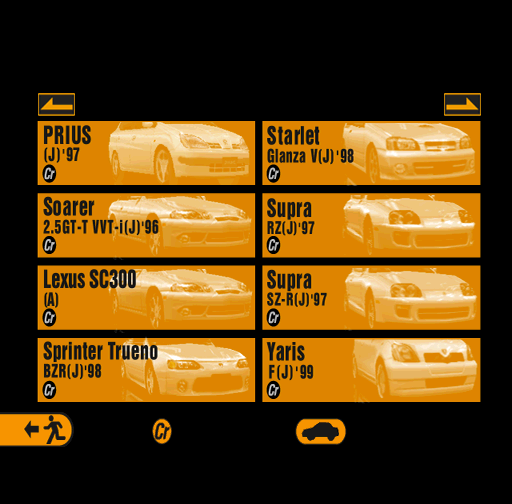 PRIUS
(J)'97
Cr
Starlet
Glanza V(J)'98
Cr
Soarer
2.5GT-T VVT-i(J)'96
Cr
Supra
RZ(J)'97
Cr
Lexus SC300
(A)
Cr
Supra
SZ-R(J)'97
Cr
Sprinter Trueno
BZR(J)'98
Cr
Yaris
F(J)'99
Cr
Cr